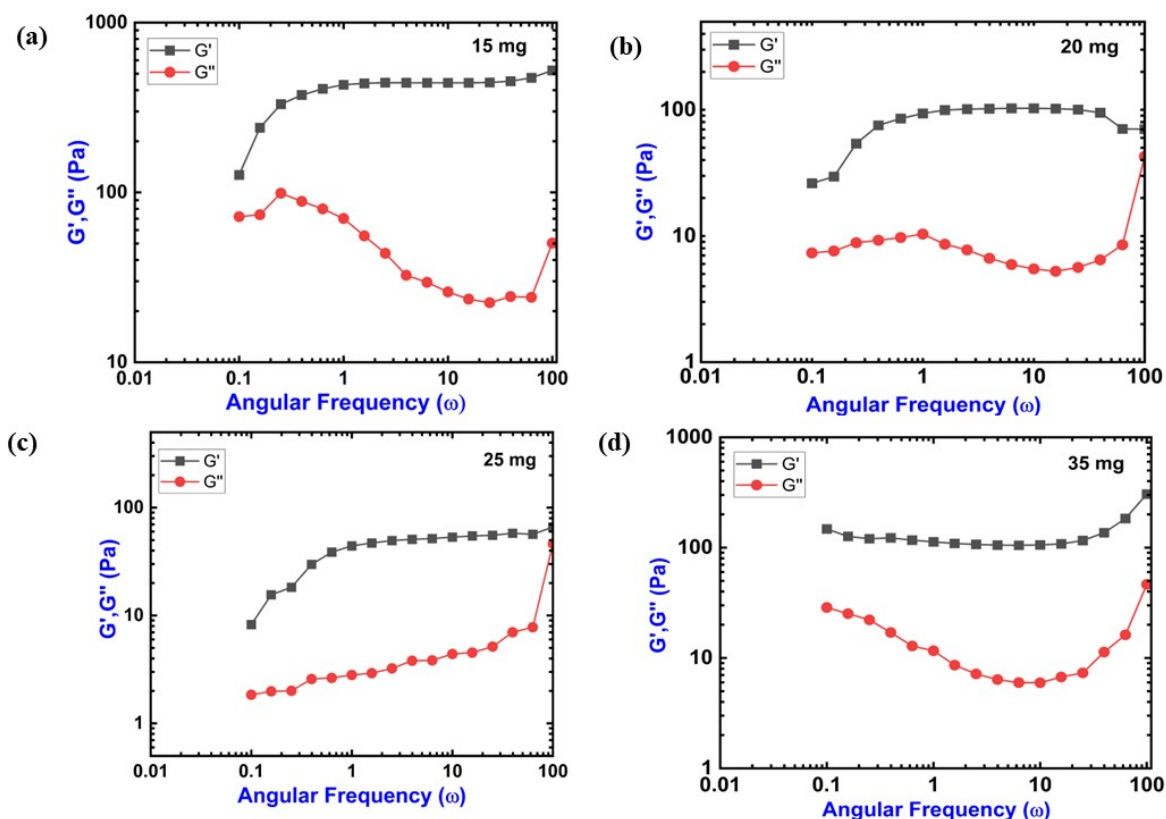 (a)
15 mg
G'
G"
1000
100
10
0.01 0.1 1 10 100
G',G" (Pa)
Angular Frequency (ω)
(b)
20 mg
G'
G"
100
10
1
0.01 0.1 1 10 100
G',G" (Pa)
Angular Frequency (ω)
(c)
25 mg
G'
G"
100
10
1
0.01 0.1 1 10 100
G',G" (Pa)
Angular Frequency (ω)
(d)
35 mg
G'
G"
1000
100
10
1
0.01 0.1 1 10 100
G',G" (Pa)
Angular Frequency (ω)